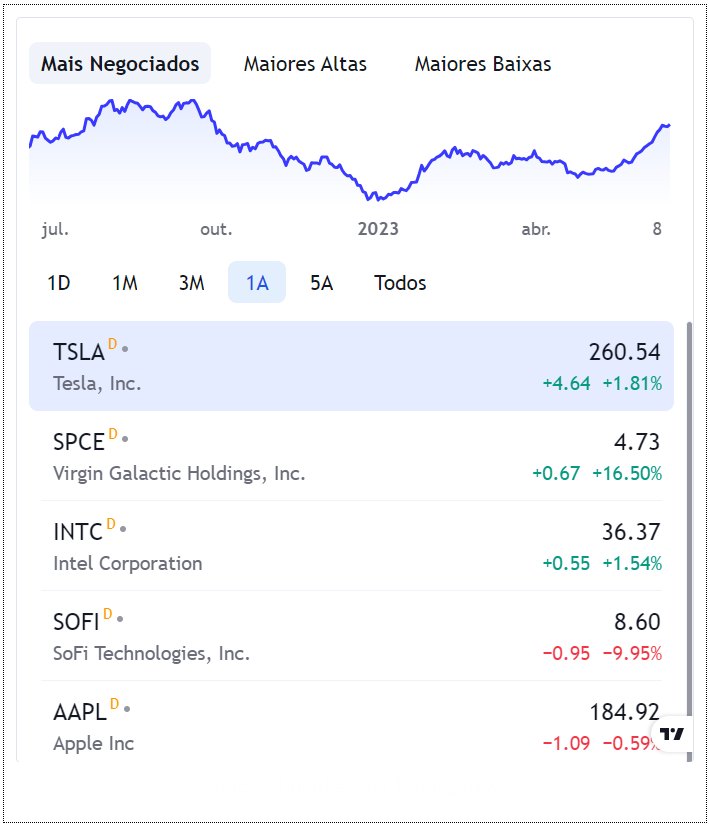 Mais Negociados Maiores Altas Maiores Baixas
jul. out. 2023 abr. 8
1D 1M 3M 1A 5A Todos
TSLA D 260.54
Tesla, Inc. +4.64 +1.81%
SPCE D 4.73
Virgin Galactic Holdings, Inc. +0.67 +16.50%
INTC D 36.37
Intel Corporation +0.55 +1.54%
SOFI D 8.60
SoFi Technologies, Inc. −0.95 −9.95%
AAPL D 184.92
Apple Inc −1.09 −0.59%